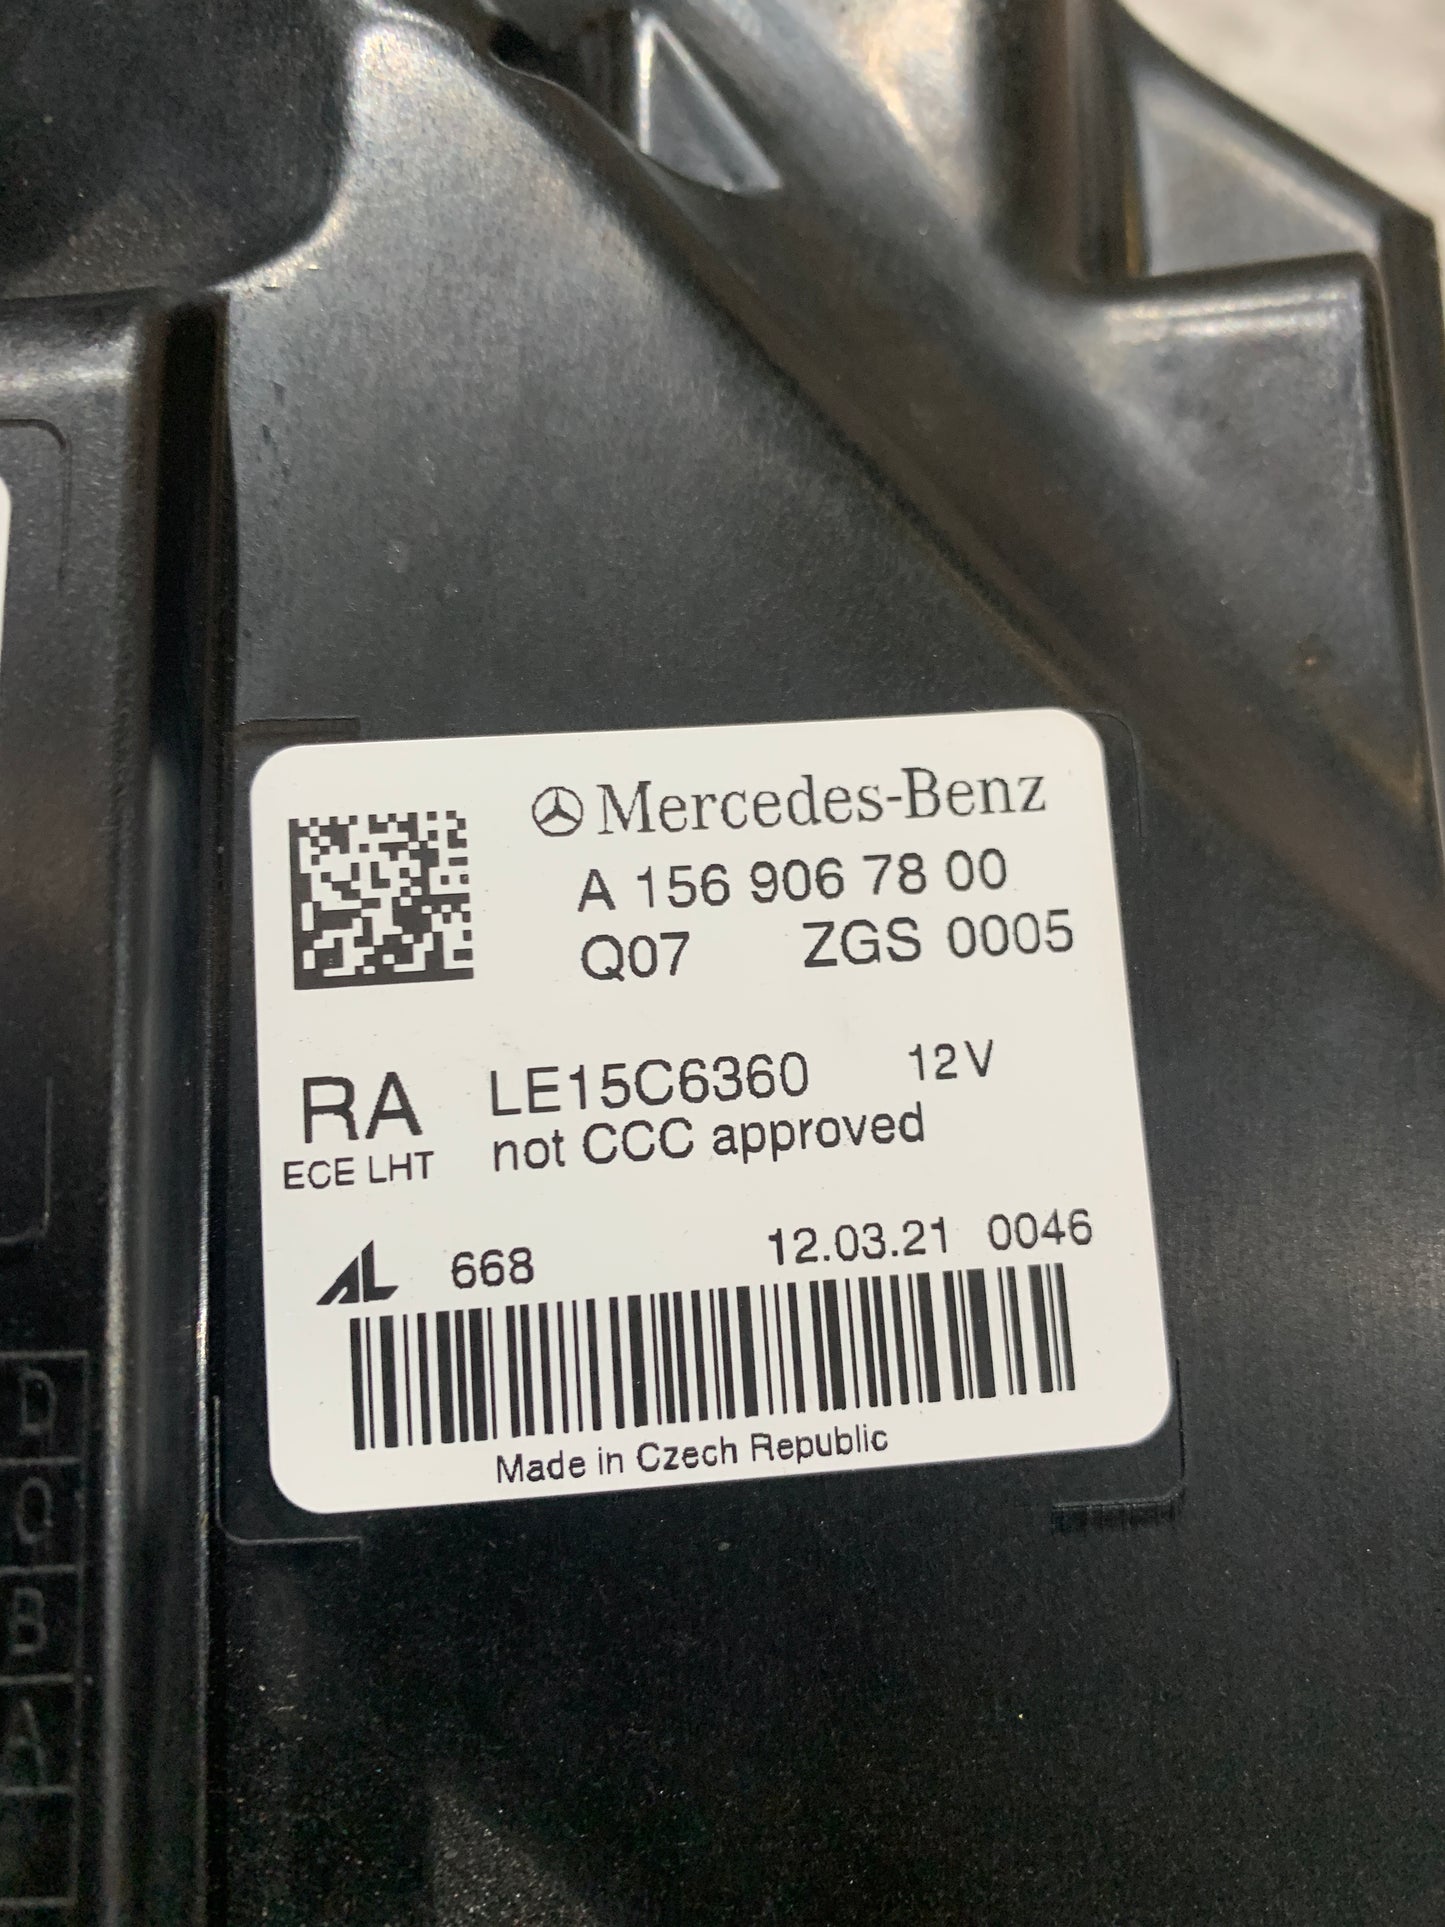 Mercedes-Benz
A 156 906 78 00
Q07 ZGS 0005
RA LE15C6360 12V
ECE LHT not CCC approved
AL 668 12.03.21 0046
Made in Czech Republic
D
C
B
A